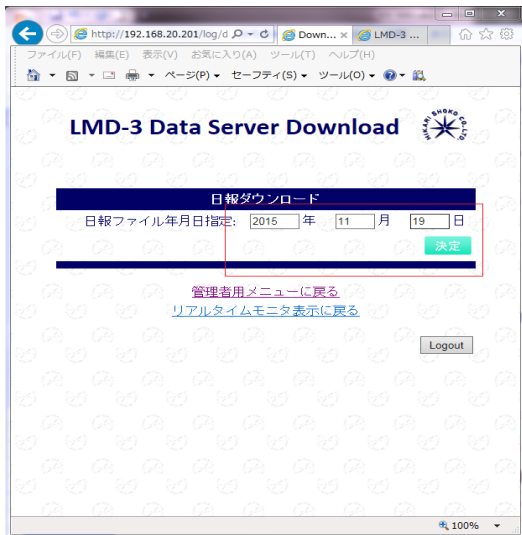 http://192.168.20.201/log/d
Down...
LMD-3 ...
ファイル(F) 編集(E) 表示(V) お気に入り(A) ツール(T) ヘルプ(H)
ページ(P) セーフティ(S) ツール(O)
LMD-3 Data Server Download
HIKARI SHOKO Co.,LTD.
日報ダウンロード
日報ファイル年月日指定: 2015 年 11 月 19 日
決定
管理者用メニューに戻る
リアルタイムモニタ表示に戻る
Logout
100%